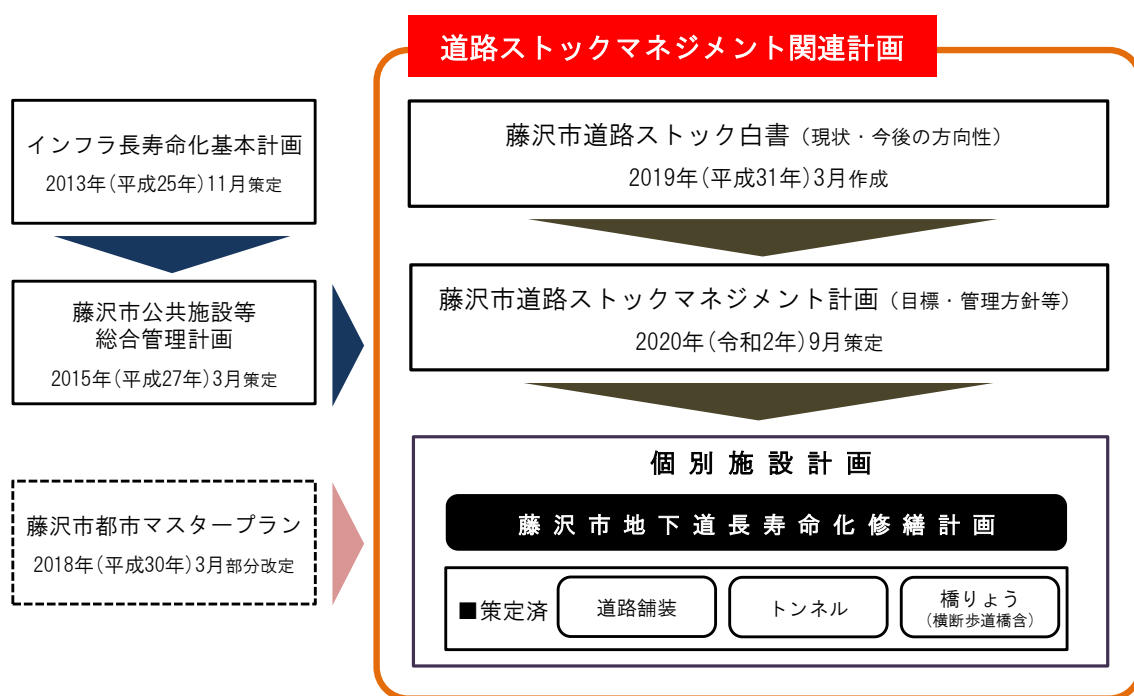 道路ストックマネジメント関連計画
インフラ長寿命化基本計画
2013年(平成25年)11月策定
藤沢市公共施設等
総合管理計画
2015年(平成27年)3月策定
藤沢市都市マスタープラン
2018年(平成30年)3月部分改定
藤沢市道路ストック白書（現状・今後の方向性）
2019年(平成31年)3月作成
藤沢市道路ストックマネジメント計画（目標・管理方針等）
2020年(令和2年)9月策定
個別施設計画
藤沢市地下道長寿命化修繕計画
■策定済
道路舗装
トンネル
橋りょう
(横断歩道橋含)